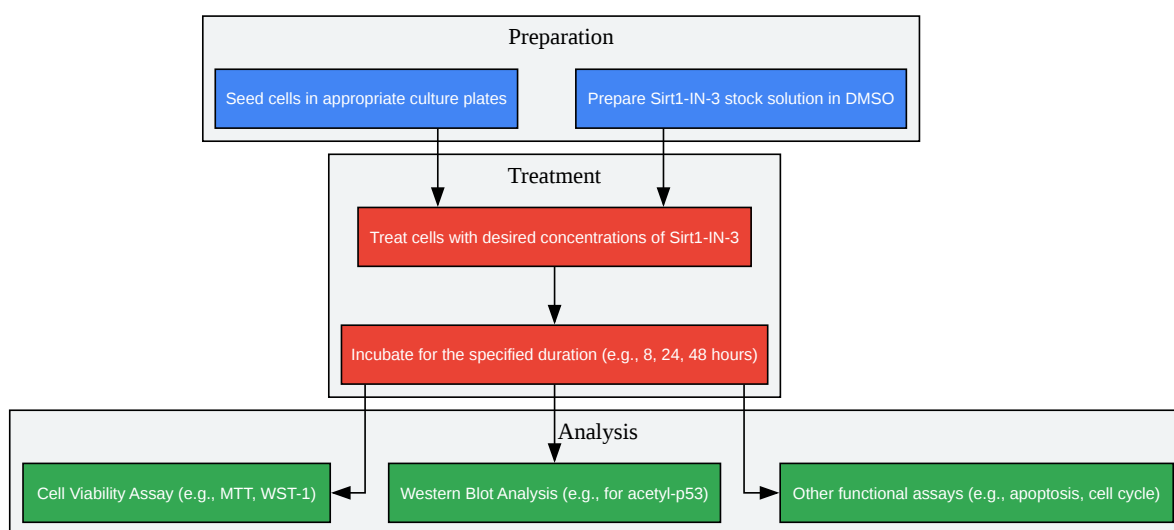 Preparation
Seed cells in appropriate culture plates
Prepare Sirt1-IN-3 stock solution in DMSO
Treatment
Treat cells with desired concentrations of Sirt1-IN-3
Incubate for the specified duration (e.g., 8, 24, 48 hours)
Analysis
Cell Viability Assay (e.g., MTT, WST-1)
Western Blot Analysis (e.g., for acetyl-p53)
Other functional assays (e.g., apoptosis, cell cycle)